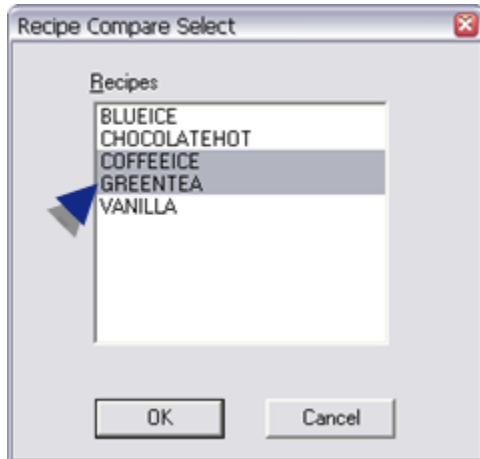 Recipe Compare Select
Recipes
BLUEICE
CHOCOLATEHOT
COFFEEICE
GREENTEA
VANILLA
OK Cancel